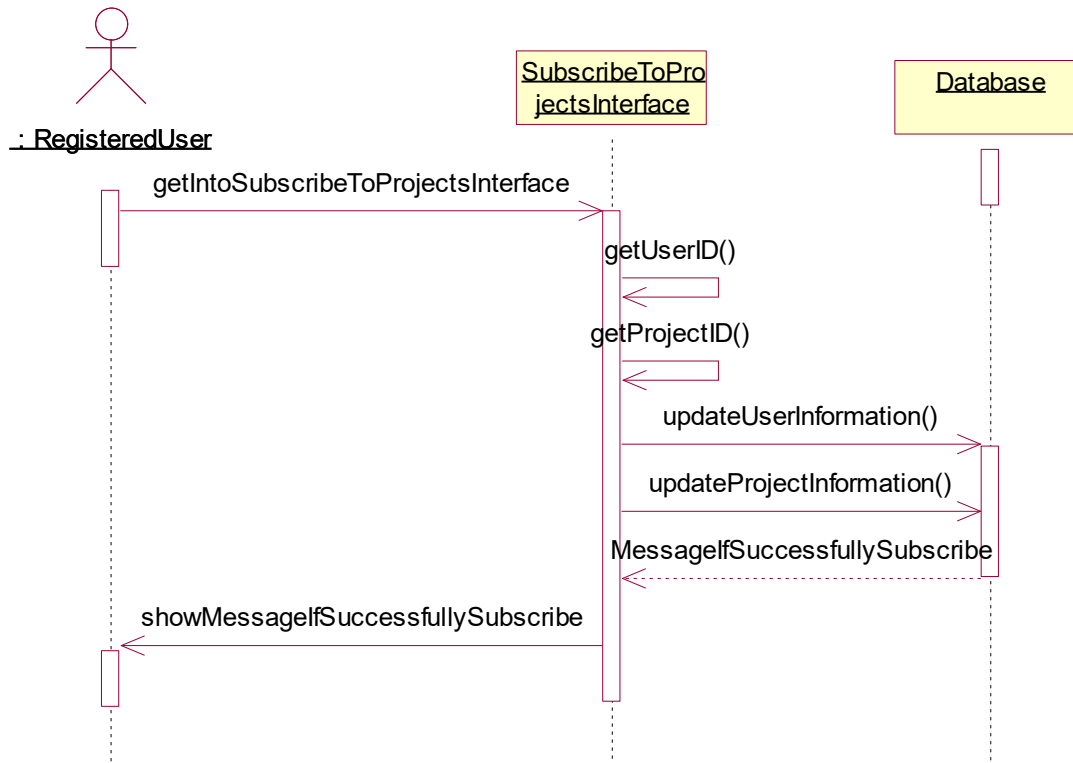 SubscribeToPro
jectsInterface
Database
: RegisteredUser
getIntoSubscribeToProjectsInterface
getUserID()
getProjectID()
updateUserInformation()
updateProjectInformation()
MessageIfSuccessfullySubscribe
showMessageIfSuccessfullySubscribe